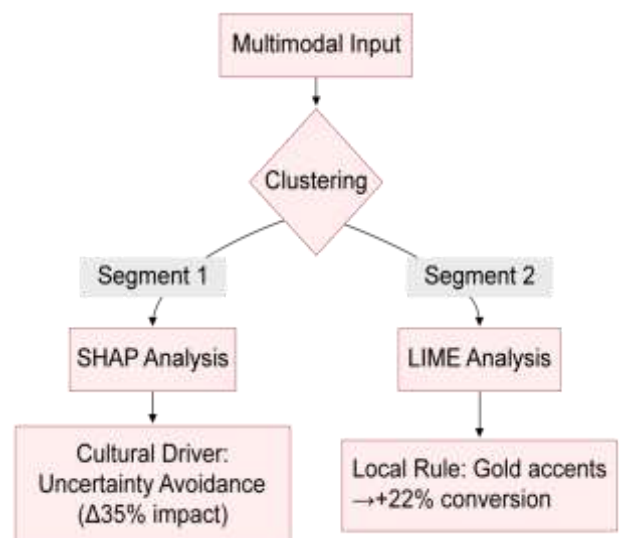 Multimodal Input
Clustering
Segment 1
Segment 2
SHAP Analysis
LIME Analysis
Cultural Driver:
Uncertainty Avoidance
(Δ35% impact)
Local Rule: Gold accents
→+22% conversion